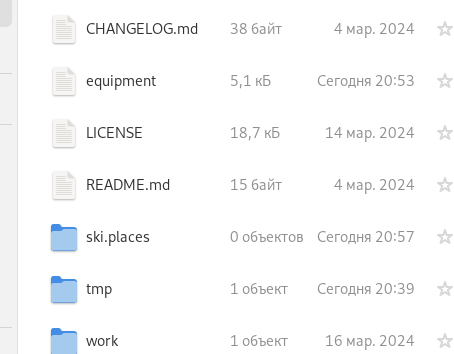 CHANGELOG.md 38 байт 4 мар. 2024
equipment 5,1 кБ Сегодня 20:53
LICENSE 18,7 кБ 14 мар. 2024
README.md 15 байт 4 мар. 2024
ski.places 0 объектов Сегодня 20:57
tmp 1 объект Сегодня 20:39
work 1 объект 16 мар. 2024